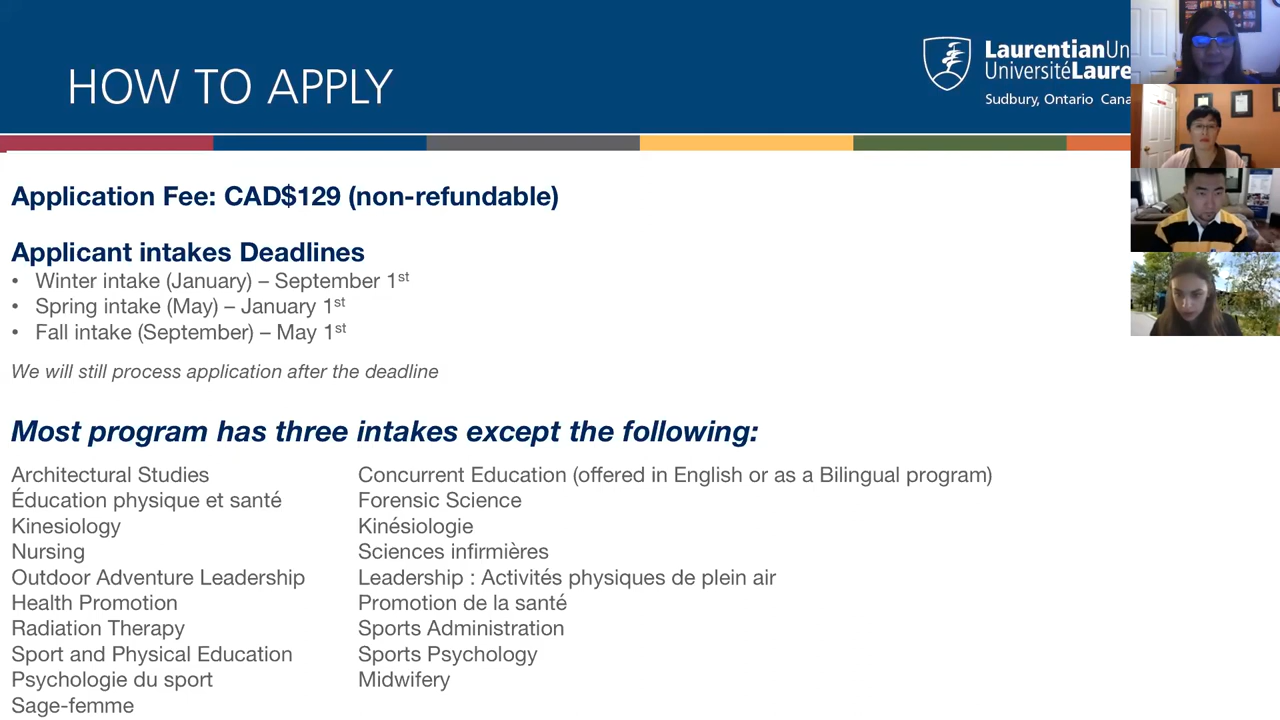 HOW TO APPLY
LaurentianUn
UniversitéLaure
Sudbury, Ontario Cana
Application Fee: CAD$129 (non-refundable)
Applicant intakes Deadlines
• Winter intake (January) – September 1st
• Spring intake (May) – January 1st
• Fall intake (September) – May 1st
We will still process application after the deadline
Most program has three intakes except the following:
Architectural Studies
Éducation physique et santé
Kinesiology
Nursing
Outdoor Adventure Leadership
Health Promotion
Radiation Therapy
Sport and Physical Education
Psychologie du sport
Sage-femme
Concurrent Education (offered in English or as a Bilingual program)
Forensic Science
Kinésiologie
Sciences infirmières
Leadership : Activités physiques de plein air
Promotion de la santé
Sports Administration
Sports Psychology
Midwifery